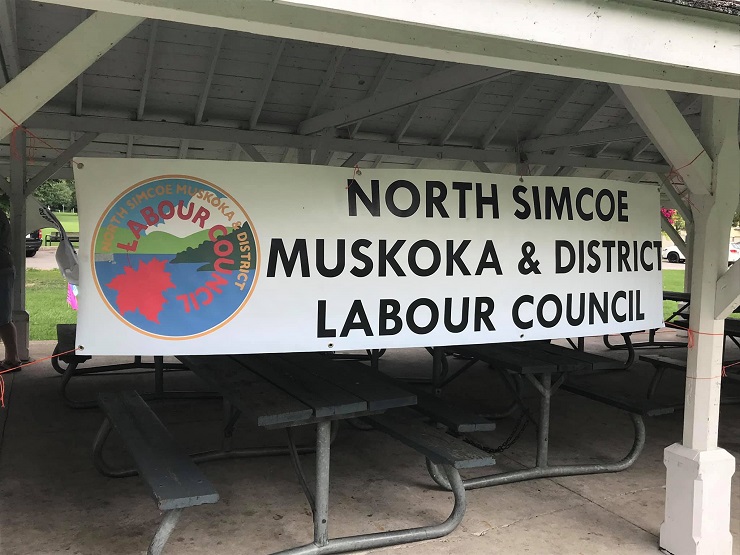 NORTH SIMCOE MUSKOKA & DISTRICT
LABOUR COUNCIL
NORTH SIMCOE
MUSKOKA & DISTRICT
LABOUR COUNCIL